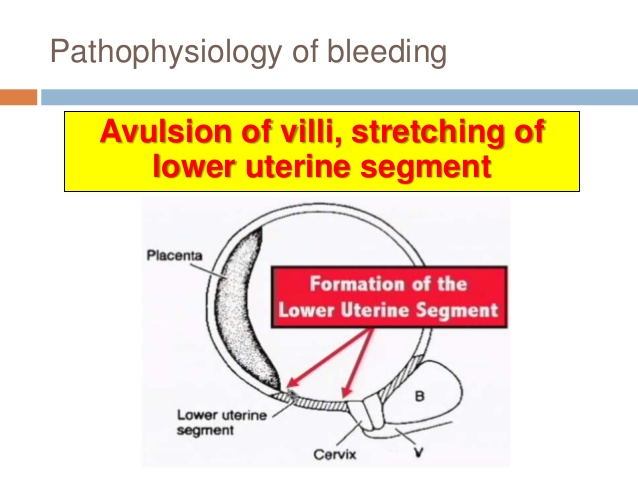 Pathophysiology of bleeding
Avulsion of villi, stretching of
lower uterine segment
Placenta
Formation of the
Lower Uterine Segment
B
Lower uterine
segment
Cervix
V